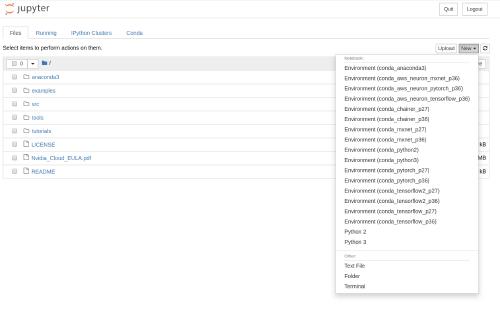 jupyter
Quit
Logout
Files
Running
IPython Clusters
Conda
Select items to perform actions on them.
Upload
New
0
/
anaconda3
examples
src
tools
tutorials
LICENSE
kB
Nvidia_Cloud_EULA.pdf
MB
README
kB
Notebook:
Environment (conda_anaconda3)
Environment (conda_aws_neuron_mxnet_p36)
Environment (conda_aws_neuron_pytorch_p36)
Environment (conda_aws_neuron_tensorflow_p36)
Environment (conda_chainer_p27)
Environment (conda_chainer_p36)
Environment (conda_mxnet_p27)
Environment (conda_mxnet_p36)
Environment (conda_python2)
Environment (conda_python3)
Environment (conda_pytorch_p27)
Environment (conda_pytorch_p36)
Environment (conda_tensorflow2_p27)
Environment (conda_tensorflow2_p36)
Environment (conda_tensorflow_p27)
Environment (conda_tensorflow_p36)
Python 2
Python 3
Other:
Text File
Folder
Terminal